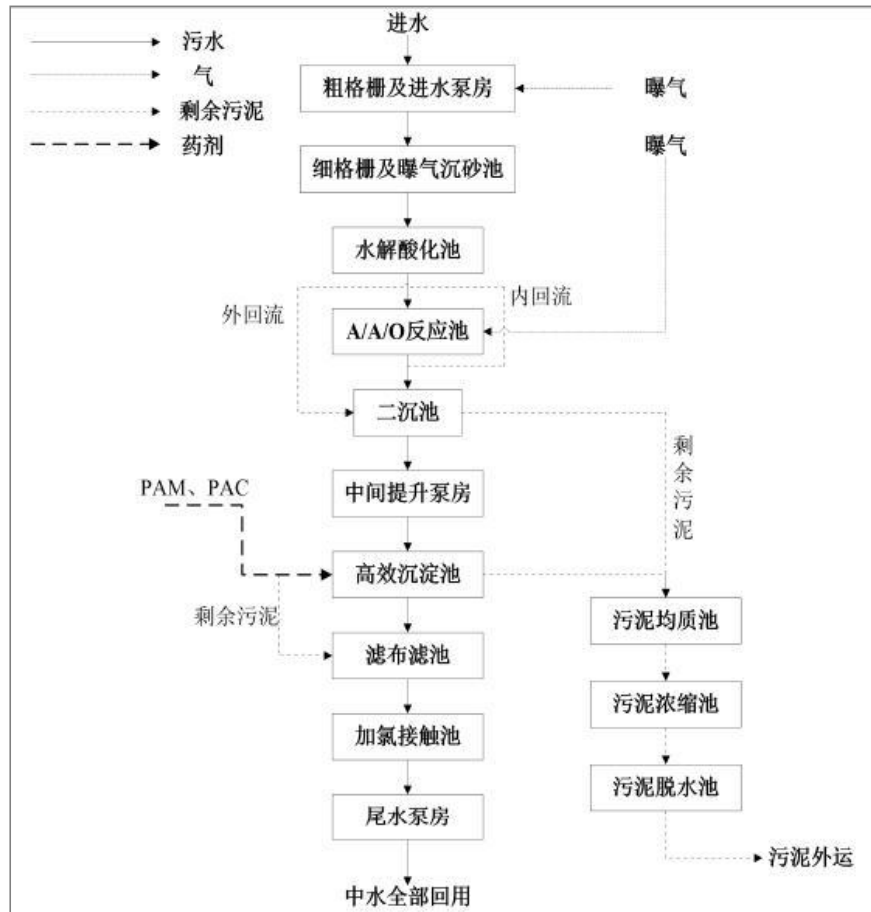 进水
污水
气
剩余污泥
药剂
粗格栅及进水泵房
曝气
细格栅及曝气沉砂池
曝气
水解酸化池
外回流
内回流
A/A/O反应池
二沉池
剩余污泥
PAM、PAC
中间提升泵房
高效沉淀池
剩余污泥
污泥均质池
滤布滤池
污泥浓缩池
加氯接触池
污泥脱水池
尾水泵房
污泥外运
中水全部回用